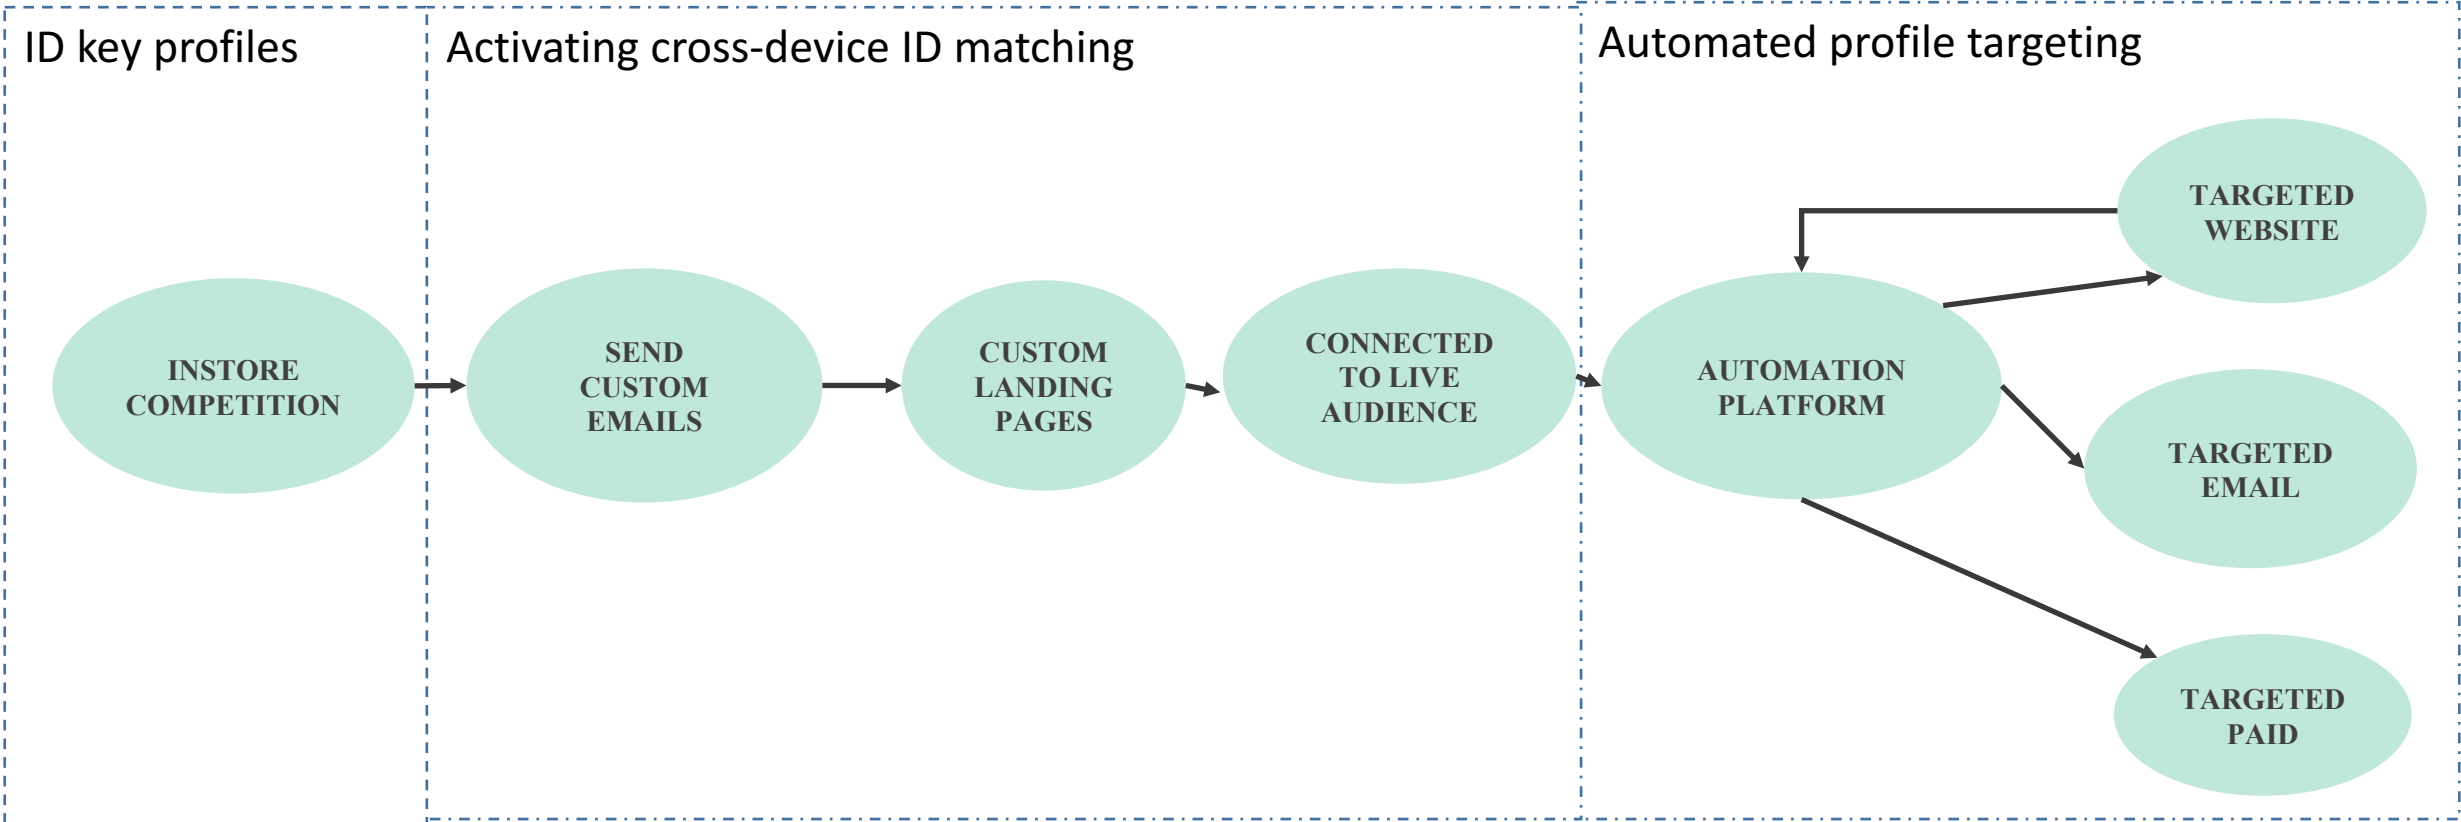 ID key profiles
Activating cross-device ID matching
Automated profile targeting
INSTORE
COMPETITION
SEND
CUSTOM
EMAILS
CUSTOM
LANDING
PAGES
CONNECTED
TO LIVE
AUDIENCE
AUTOMATION
PLATFORM
TARGETED
WEBSITE
TARGETED
EMAIL
TARGETED
PAID